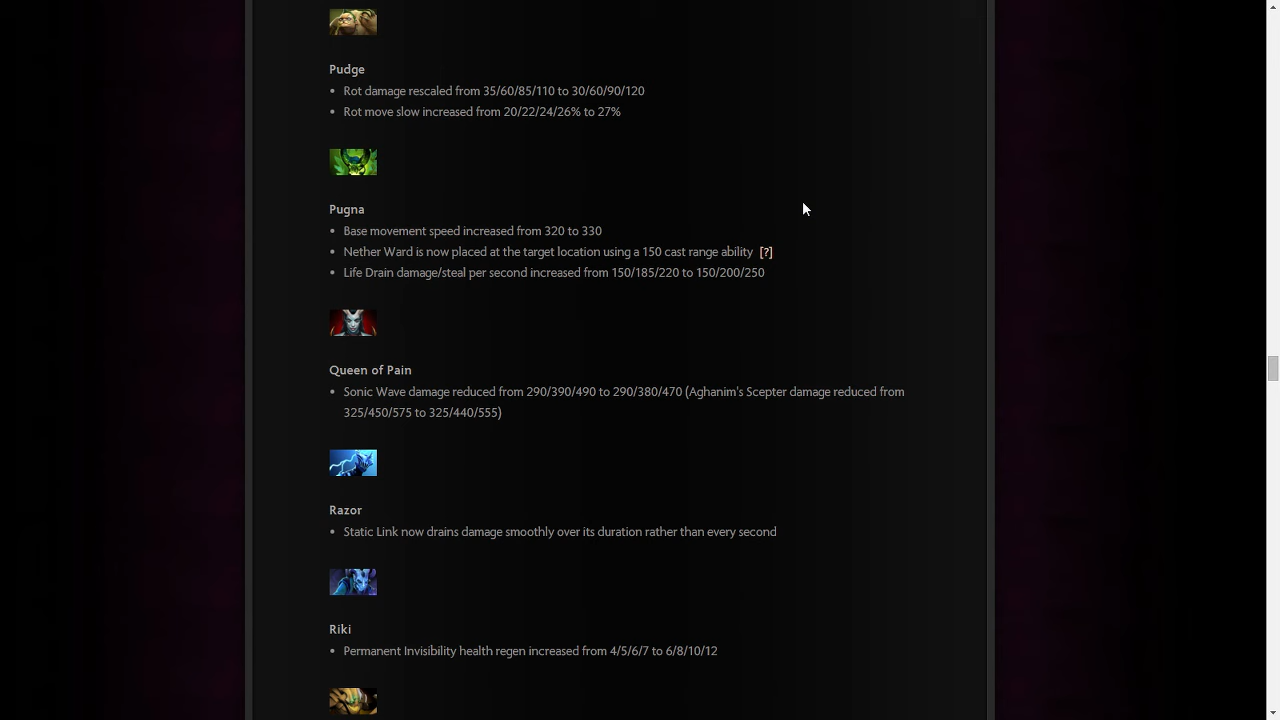 Pudge
• Rot damage rescaled from 35/60/85/110 to 30/60/90/120
• Rot move slow increased from 20/22/24/26% to 27%
Pugna
• Base movement speed increased from 320 to 330
• Nether Ward is now placed at the target location using a 150 cast range ability [?]
• Life Drain damage/steal per second increased from 150/185/220 to 150/200/250
Queen of Pain
• Sonic Wave damage reduced from 290/390/490 to 290/380/470 (Aghanim's Scepter damage reduced from
325/450/575 to 325/440/555)
Razor
• Static Link now drains damage smoothly over its duration rather than every second
Riki
• Permanent Invisibility health regen increased from 4/5/6/7 to 6/8/10/12